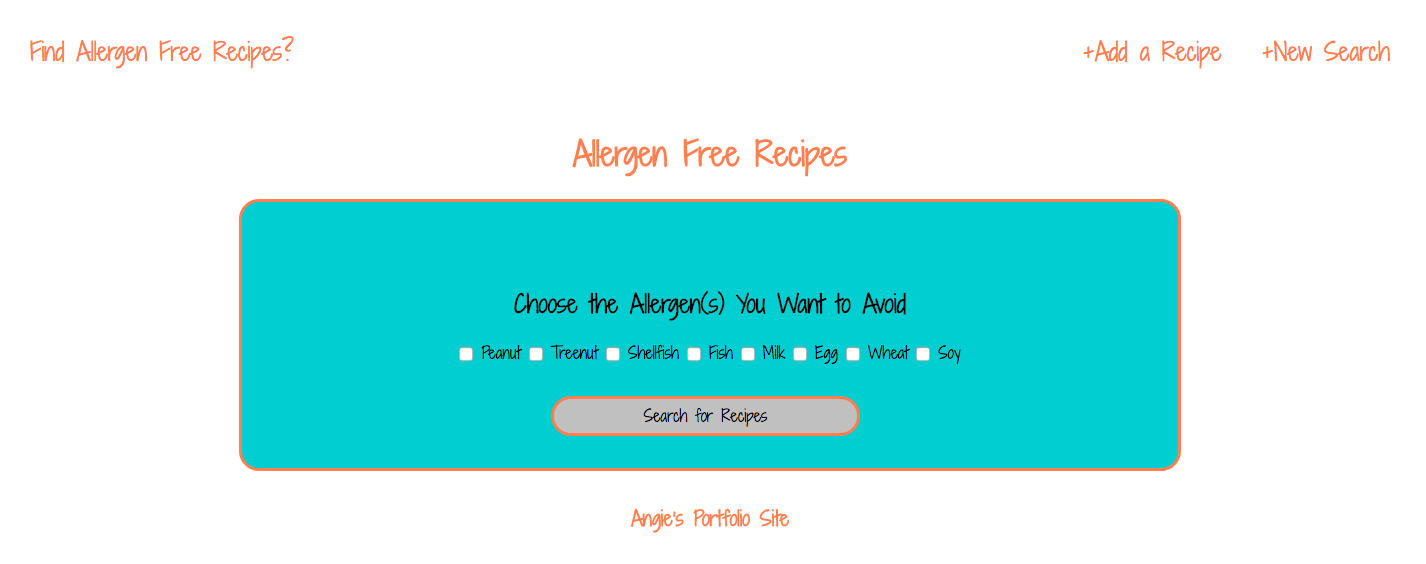 Find Allergen Free Recipes? +Add a Recipe +New Search
Allergen Free Recipes
Choose the Allergen(s) You Want to Avoid
Peanut Treenut Shellfish Fish Milk Egg Wheat Soy
Search for Recipes
Angie's Portfolio Site